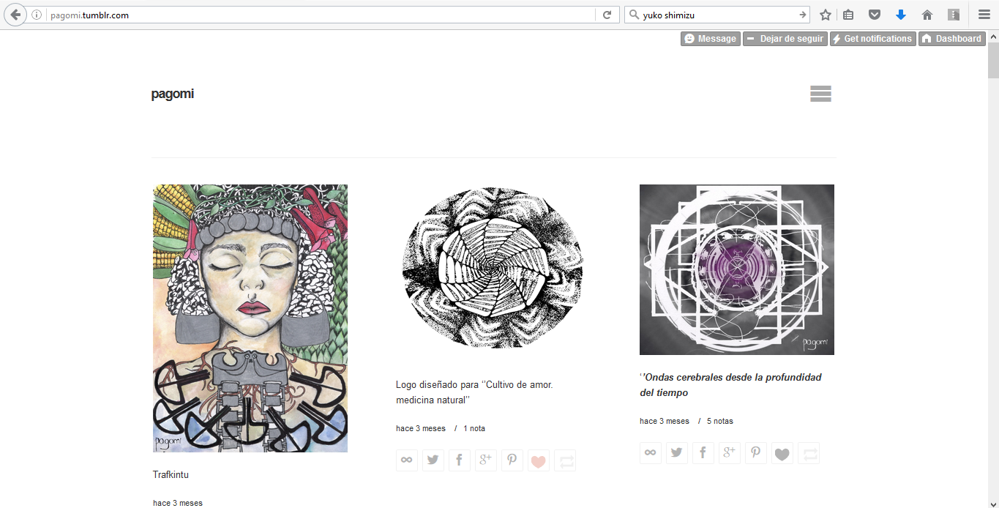 pagomi.tumblr.com
yuko shimizu
Message
Dejar de seguir
Get notifications
Dashboard
pagomi
pagomi
Trafkintu
hace 3 meses
Logo diseñado para ‘’Cultivo de amor.
medicina natural’’
hace 3 meses / 1 nota
f
g+
pagomi
‘’Ondas cerebrales desde la profundidad
del tiempo
hace 3 meses / 5 notas
f
g+